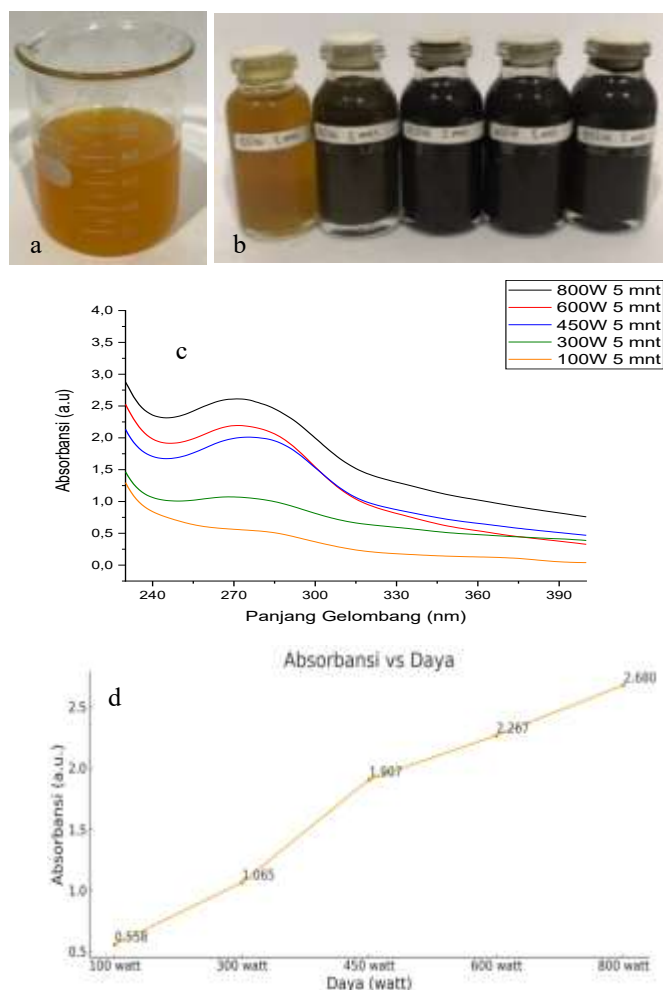 a
b
c
800W 5 mnt
600W 5 mnt
450W 5 mnt
300W 5 mnt
100W 5 mnt
4,0
3,5
3,0
2,5
2,0
1,5
1,0
0,5
0,0
Absorbansi (a.u)
240 270 300 330 360 390
Panjang Gelombang (nm)
Absorbansi vs Daya
d
2.5
2.0
1.5
1.0
0.5
Absorbansi (a.u.)
0.558
1.065
1.907
2.267
2.680
100 watt 300 watt 450 watt 600 watt 800 watt
Daya (watt)